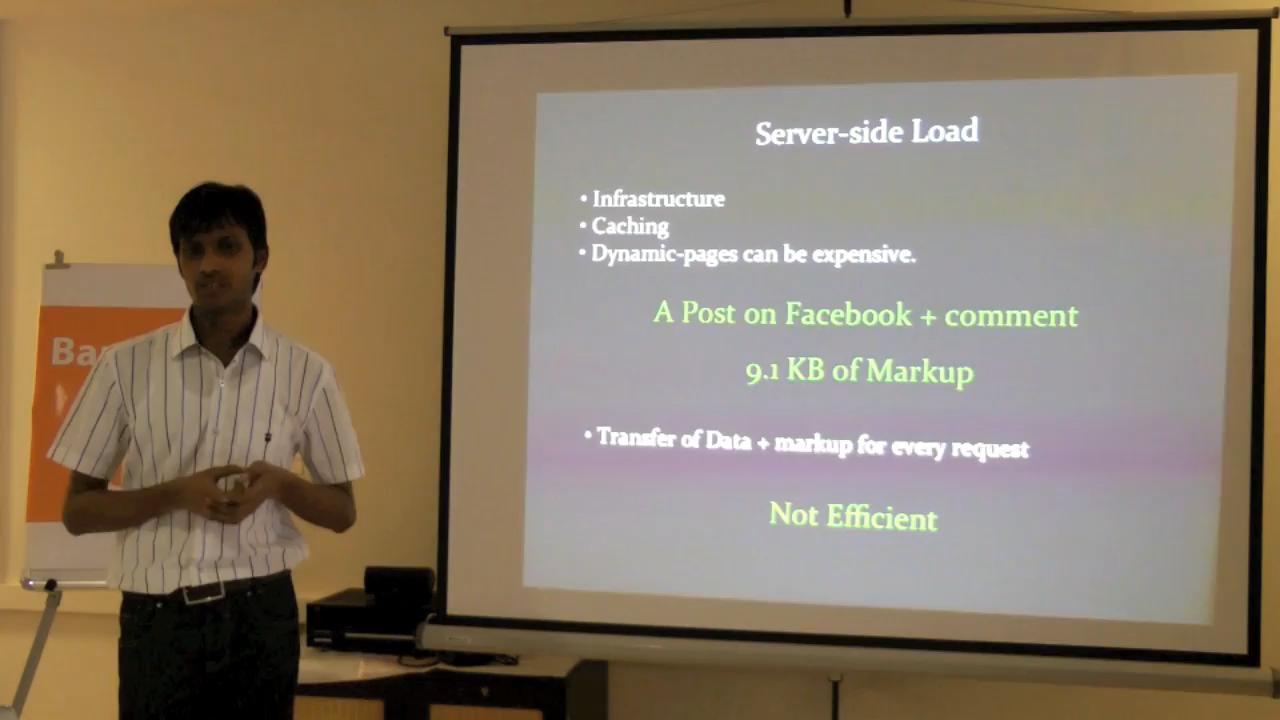 Server-side Load
• Infrastructure
• Caching
• Dynamic-pages can be expensive.
A Post on Facebook + comment
9.1 KB of Markup
• Transfer of Data + markup for every request
Not Efficient